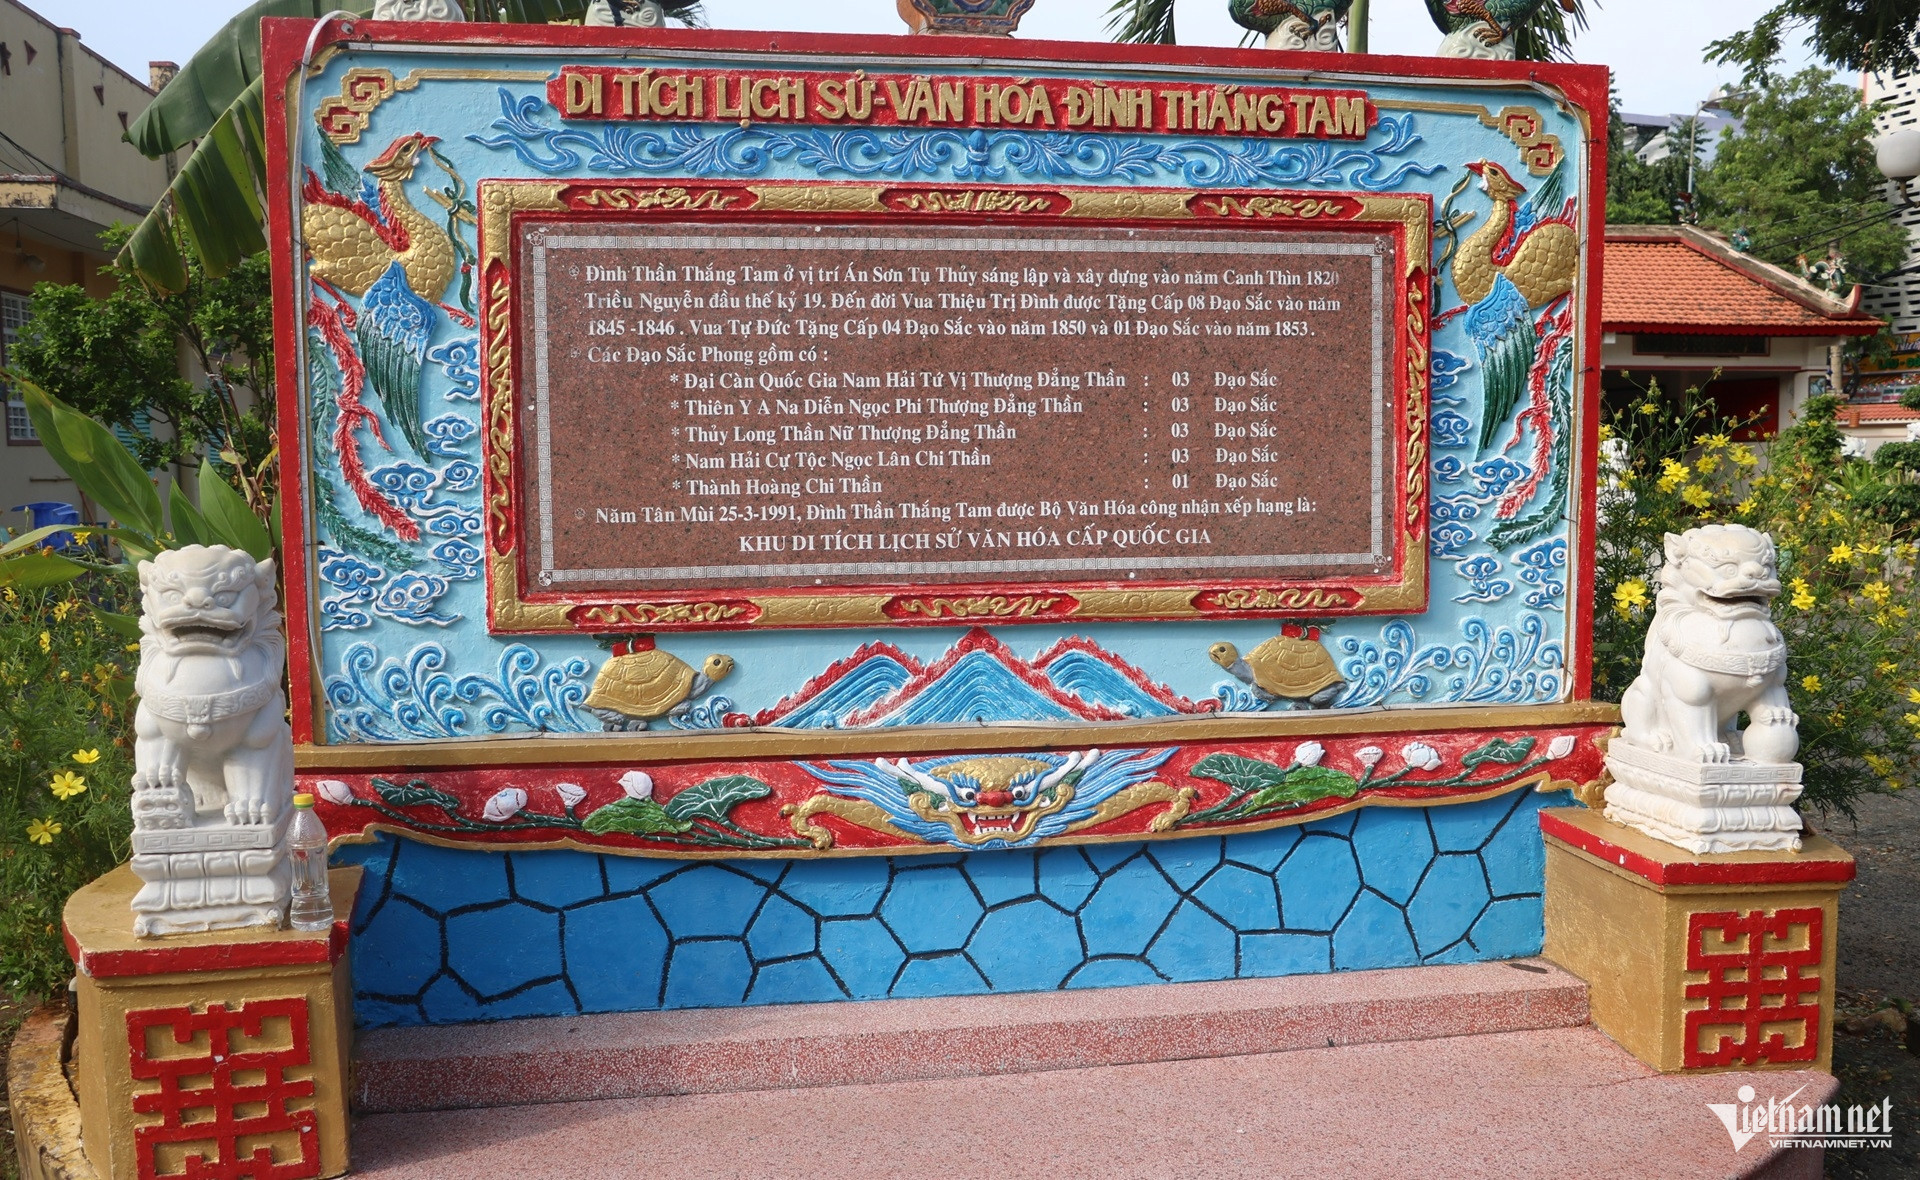 DI TÍCH LỊCH SỬ-VĂN HÓA ĐÌNH THẮNG TAM
Đình Thần Thắng Tam ở vị trí Án Sơn Tụ Thủy sáng lập và xây dựng vào năm Canh Thìn 1820
Triều Nguyễn đầu thế kỷ 19. Đến đời Vua Thiệu Trị Đình được Tặng Cấp 08 Đạo Sắc vào năm
1845 -1846 . Vua Tự Đức Tặng Cấp 04 Đạo Sắc vào năm 1850 và 01 Đạo Sắc vào năm 1853 .
Các Đạo Sắc Phong gồm có :
* Đại Càn Quốc Gia Nam Hải Tứ Vị Thượng Đẳng Thần : 03 Đạo Sắc
* Thiên Y A Na Diễn Ngọc Phi Thượng Đẳng Thần : 03 Đạo Sắc
* Thủy Long Thần Nữ Thượng Đẳng Thần : 03 Đạo Sắc
* Nam Hải Cự Tộc Ngọc Lân Chi Thần : 03 Đạo Sắc
* Thành Hoàng Chi Thần : 01 Đạo Sắc
Năm Tân Mùi 25-3-1991, Đình Thần Thắng Tam được Bộ Văn Hóa công nhận xếp hạng là:
KHU DI TÍCH LỊCH SỬ VĂN HÓA CẤP QUỐC GIA
Vietnamnet
VIETNAMNET.VN